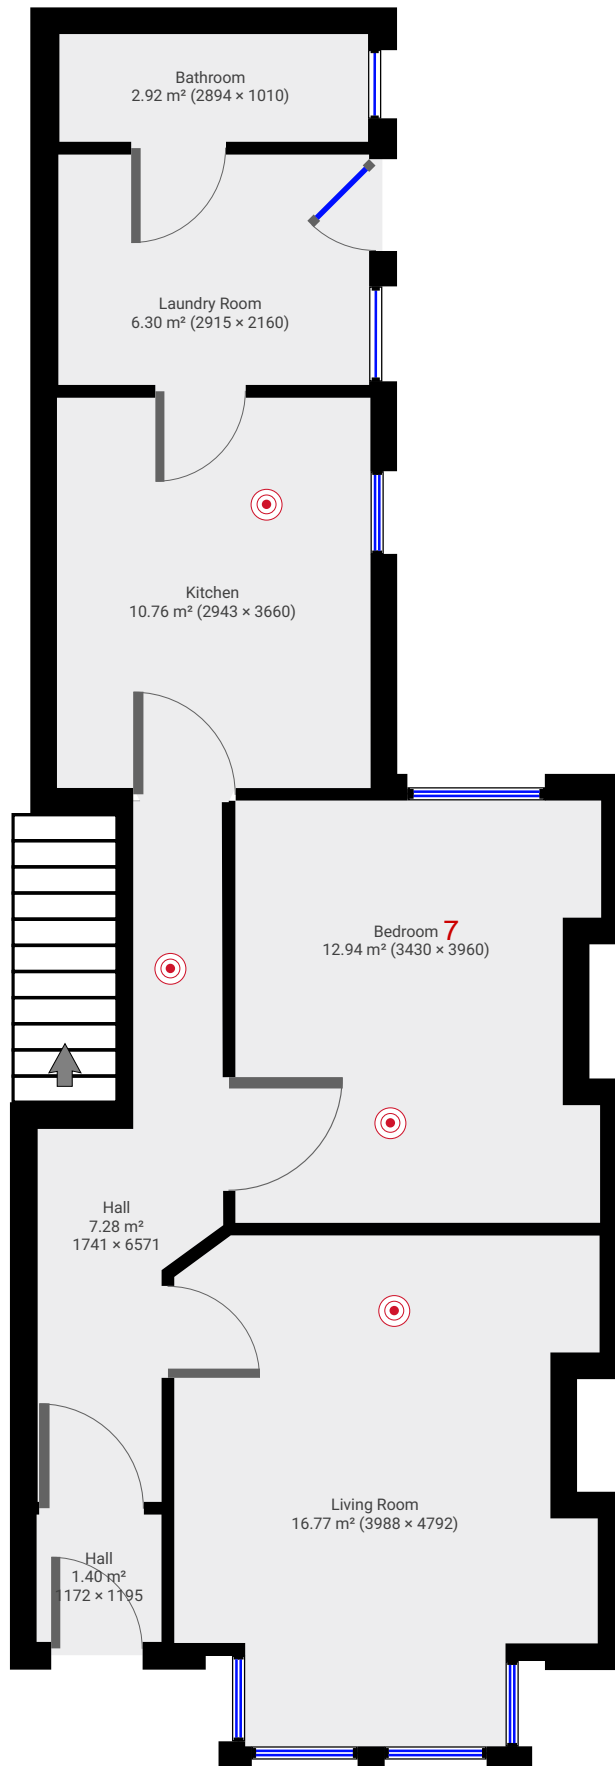 Bathroom
2.92 m² (2894 × 1010)
Laundry Room
6.30 m² (2915 × 2160)
Kitchen
10.76 m² (2943 × 3660)
Bedroom 7
12.94 m² (3430 × 3960)
Hall
7.28 m²
1741 × 6571
Living Room
16.77 m² (3988 × 4792)
Hall
1.40 m²
1172 × 1195